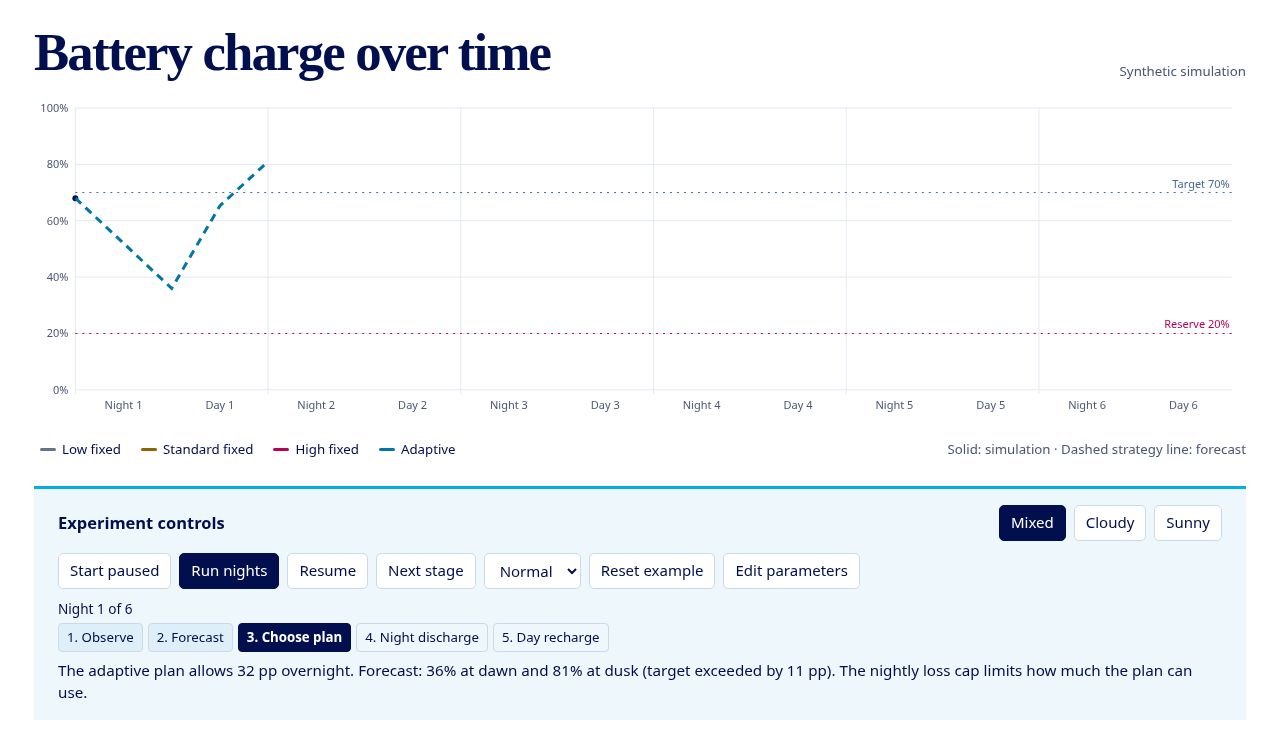 Battery charge over time
Synthetic simulation
100%
80%
Target 70%
60%
40%
20%
Reserve 20%
0%
Night 1 Day 1 Night 2 Day 2 Night 3 Day 3 Night 4 Day 4 Night 5 Day 5 Night 6 Day 6
Low fixed Standard fixed High fixed Adaptive Solid: simulation · Dashed strategy line: forecast
Experiment controls Mixed Cloudy Sunny
Start paused Run nights Resume Next stage Normal Reset example Edit parameters
Night 1 of 6
1. Observe 2. Forecast 3. Choose plan 4. Night discharge 5. Day recharge
The adaptive plan allows 32 pp overnight. Forecast: 36% at dawn and 81% at dusk (target exceeded by 11 pp). The nightly loss cap limits how much the plan can
use.